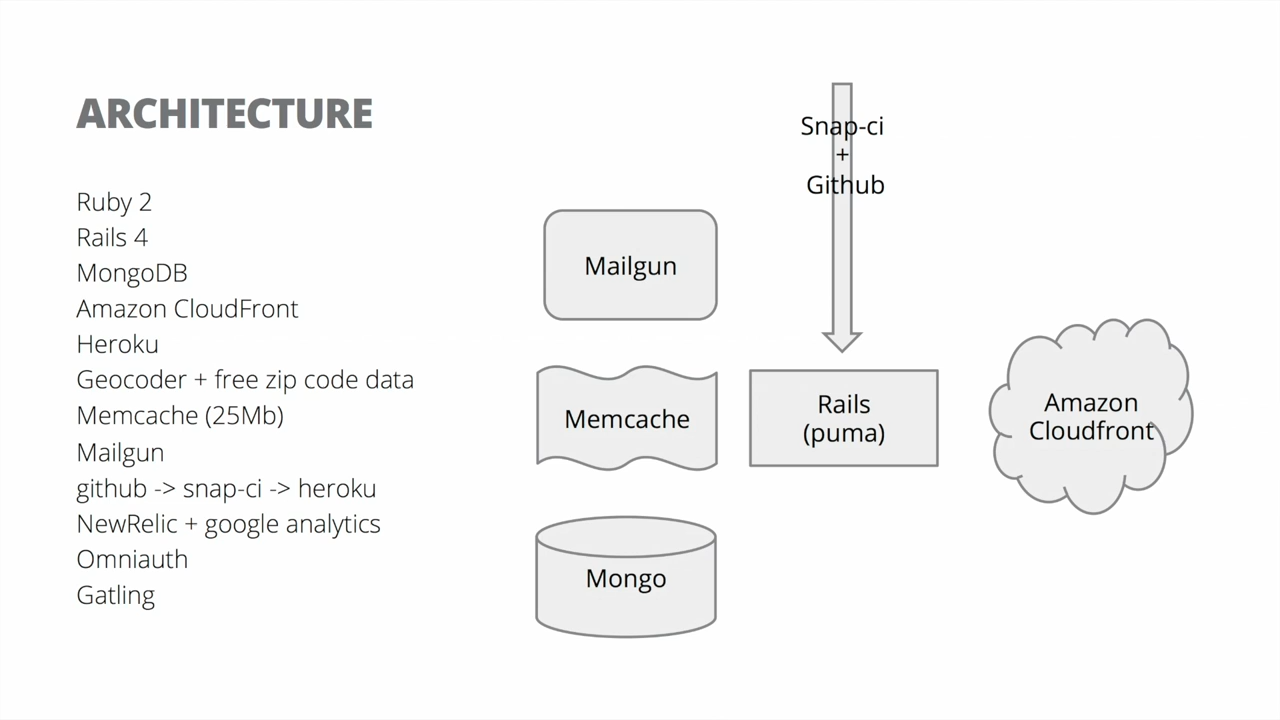 ARCHITECTURE
Ruby 2
Rails 4
MongoDB
Amazon CloudFront
Heroku
Geocoder + free zip code data
Memcache (25Mb)
Mailgun
github -> snap-ci -> heroku
NewRelic + google analytics
Omniauth
Gatling
Snap-ci
+
Github
Mailgun
Memcache
Rails
(puma)
Amazon
Cloudfront
Mongo